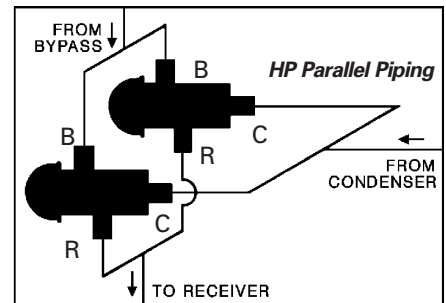 FROM
BYPASS
B
HP Parallel Piping
C
R
B
FROM
CONDENSER
C
R
TO RECEIVER